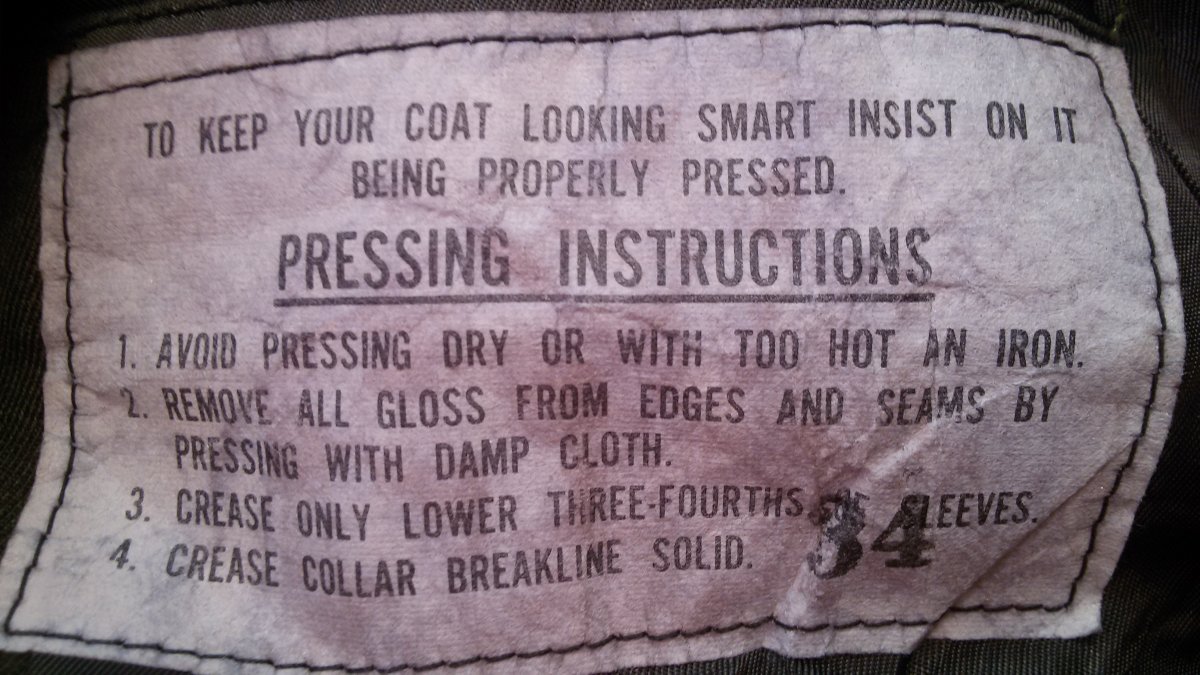 TO KEEP YOUR COAT LOOKING SMART INSIST ON IT
BEING PROPERLY PRESSED.
PRESSING INSTRUCTIONS
1. AVOID PRESSING DRY OR WITH TOO HOT AN IRON.
2. REMOVE ALL GLOSS FROM EDGES AND SEAMS BY
PRESSING WITH DAMP CLOTH.
3. CREASE ONLY LOWER THREE-FOURTHS OF SLEEVES.
4. CREASE COLLAR BREAKLINE SOLID.
34